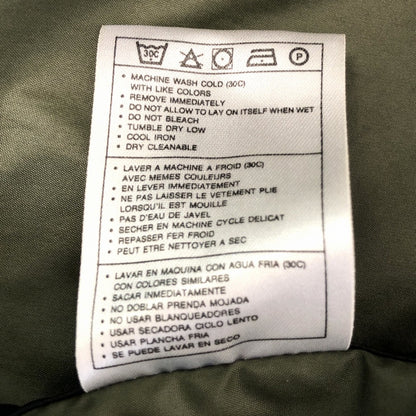 30C P
• MACHINE WASH COLD (30C)
WITH LIKE COLORS
• REMOVE IMMEDIATELY
• DO NOT ALLOW TO LAY ON ITSELF WHEN WET
• DO NOT BLEACH
• TUMBLE DRY LOW
• COOL IRON
• DRY CLEANABLE
• LAVER A MACHINE A FROID (30C)
AVEC MEMES COULEURS
• EN LEVER IMMEDIATEMENT
• NE PAS LAISSER LE VETEMENT PLIE
LORSQU'IL EST MOUILLE
• PAS D'EAU DE JAVEL
• SECHER EN MACHINE CYCLE DELICAT
• REPASSER FER FROID
• PEUT ETRE NETTOYER A SEC
• LAVAR EN MAQUINA CON AGUA FRIA (30C)
CON COLORES SIMILARES
• SACAR INMEDIATAMENTE
• NO DOBLAR PRENDA MOJADA
• NO USAR BLANQUEADORES
• USAR SECADORA CICLO LENTO
• USAR PLANCHA FRIA
• SE PUEDE LAVAR EN SECO